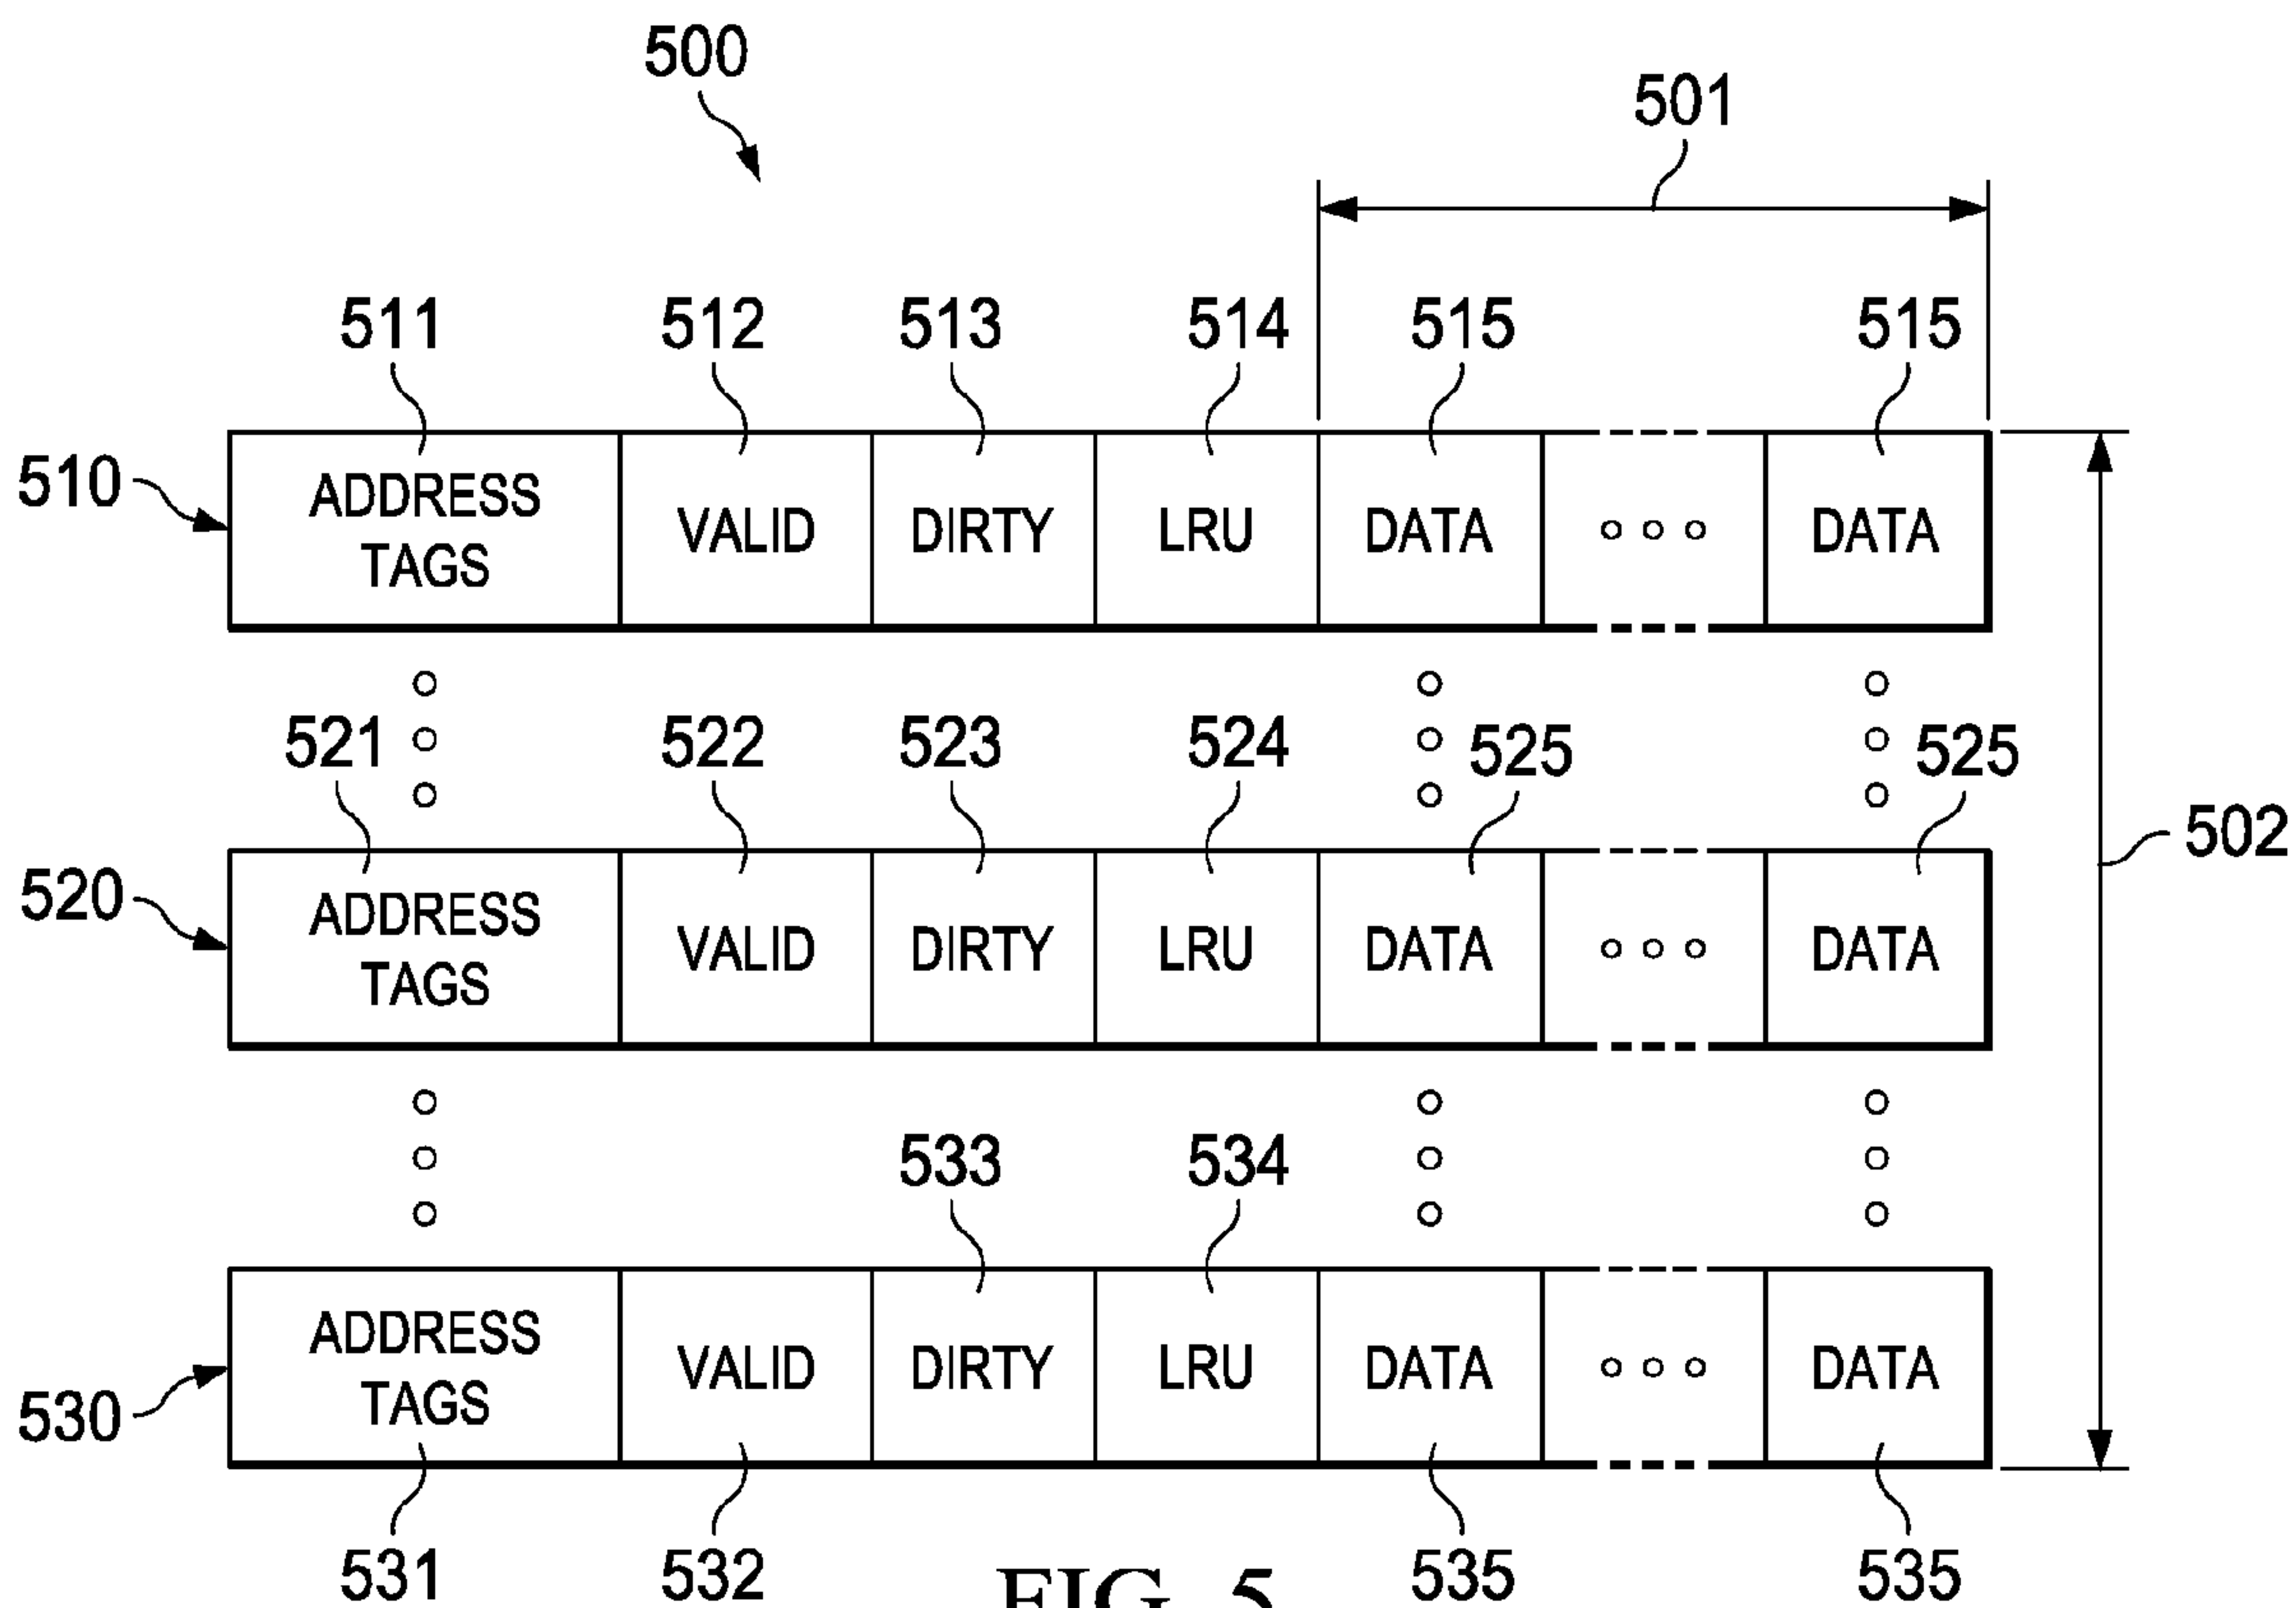 500
501
511 512 513 514 515 515
510
ADDRESS TAGS VALID DIRTY LRU DATA DATA
521 522 523 524 525 525
502
520
ADDRESS TAGS VALID DIRTY LRU DATA DATA
533 534
530
ADDRESS TAGS VALID DIRTY LRU DATA DATA
531 532 535 535
FIG. 5